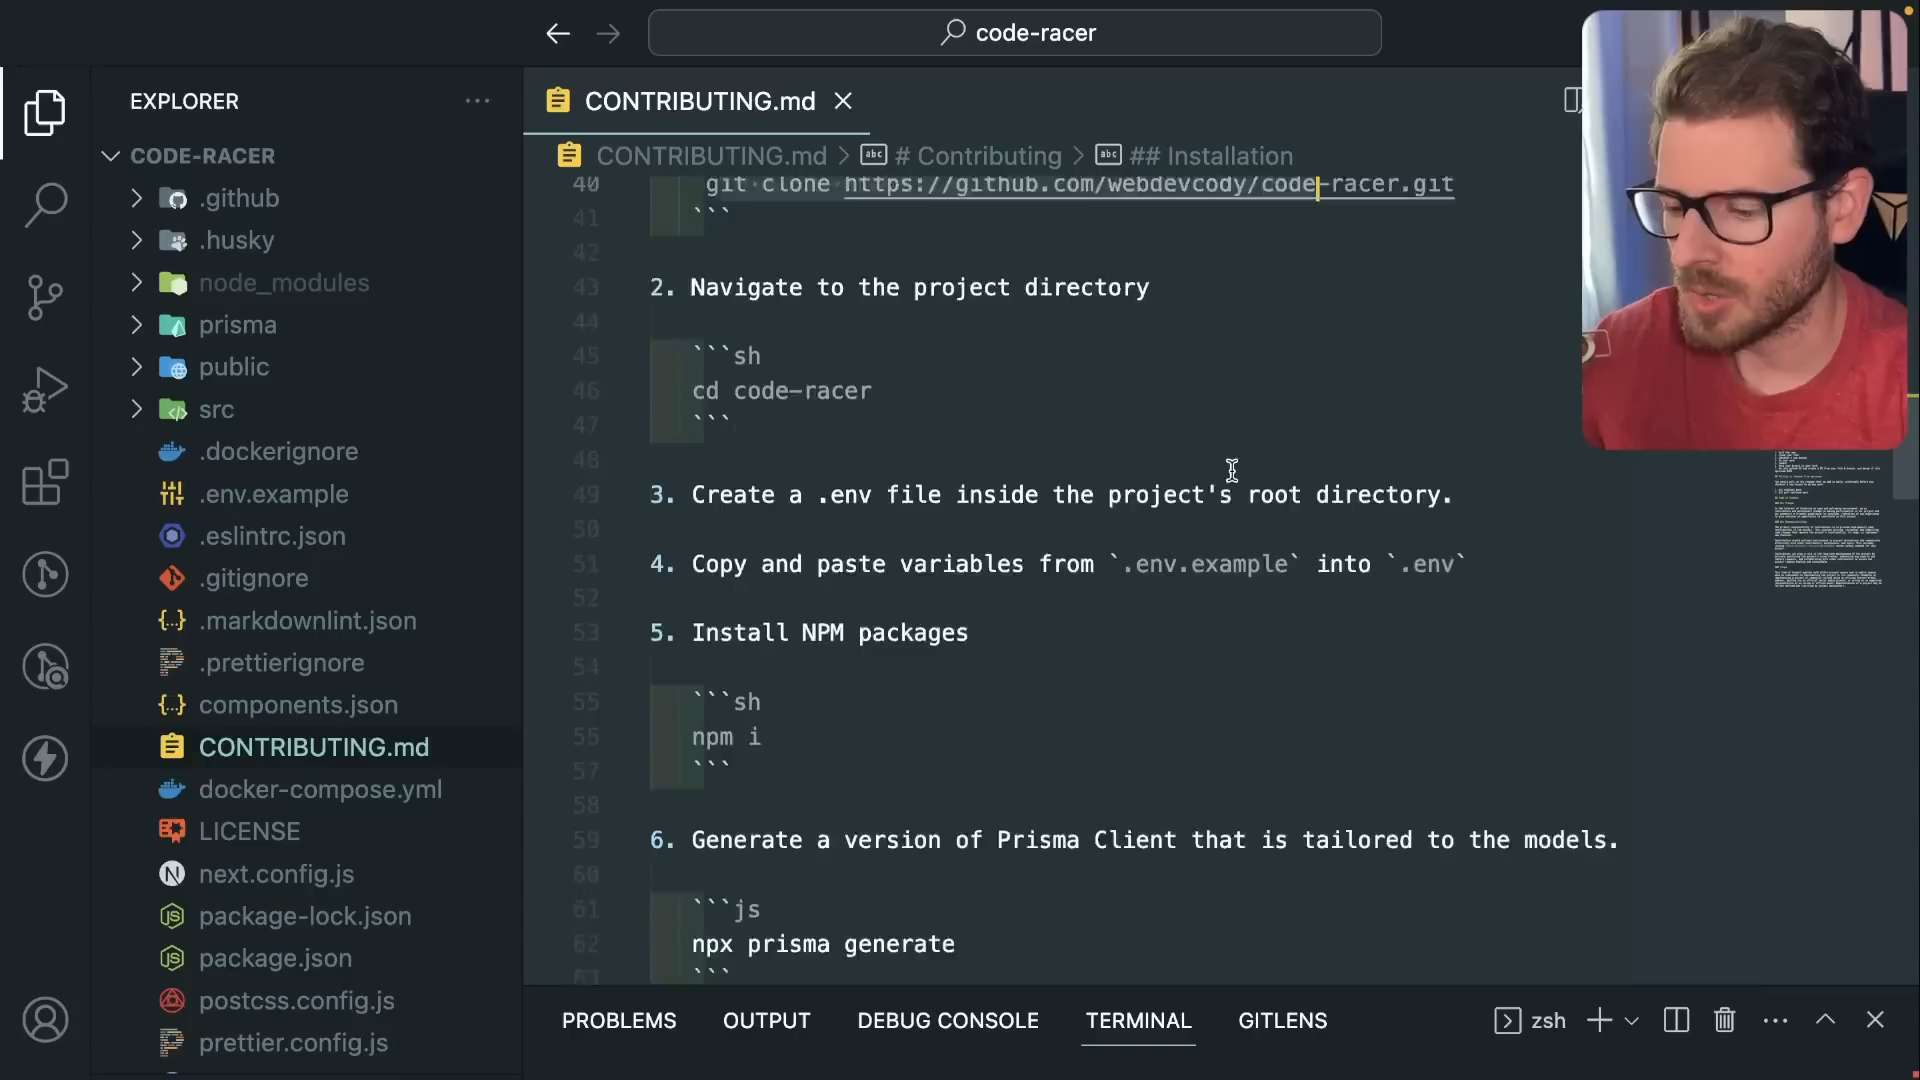 code-racer
EXPLORER
CODE-RACER
.github
.husky
node_modules
prisma
public
src
.dockerignore
.env.example
.eslintrc.json
.gitignore
.markdownlint.json
.prettierignore
components.json
CONTRIBUTING.md
docker-compose.yml
LICENSE
next.config.js
package-lock.json
package.json
postcss.config.js
prettier.config.js
CONTRIBUTING.md
CONTRIBUTING.md > # Contributing > ## Installation
40 git clone https://github.com/webdevcody/code-racer.git
41 ```
42
43 2. Navigate to the project directory
44
45 ```sh
46 cd code-racer
47 ```
48
49 3. Create a .env file inside the project's root directory.
50
51 4. Copy and paste variables from `.env.example` into `.env`
52
53 5. Install NPM packages
54
55 ```sh
npm i
57 ```
58
59 6. Generate a version of Prisma Client that is tailored to the models.
60
61 ```js
62 npx prisma generate
```
PROBLEMS OUTPUT DEBUG CONSOLE TERMINAL GITLENS zsh